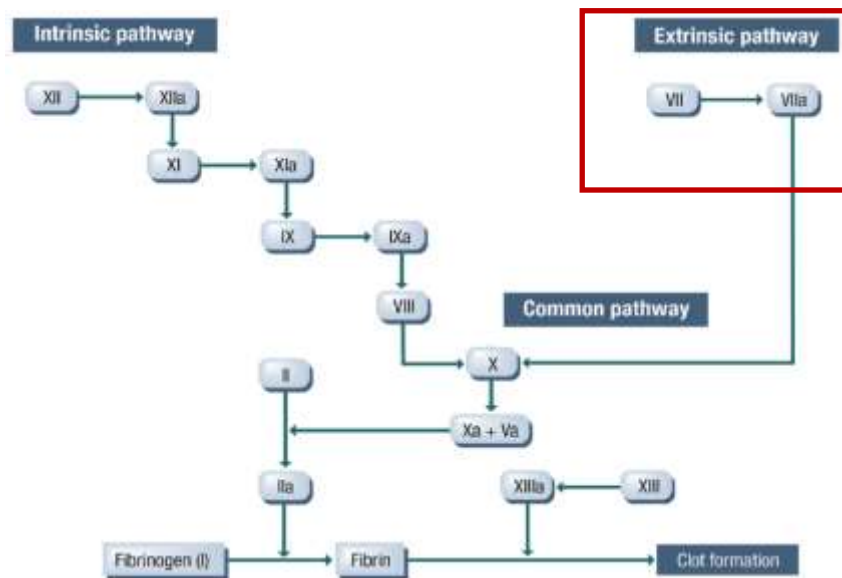 Intrinsic pathway
Extrinsic pathway
XII
XIIa
VII
VIIa
XI
XIa
IX
IXa
VIII
Common pathway
X
II
Xa + Va
IIa
XIIIa
XIII
Fibrinogen (I)
Fibrin
Clot formation